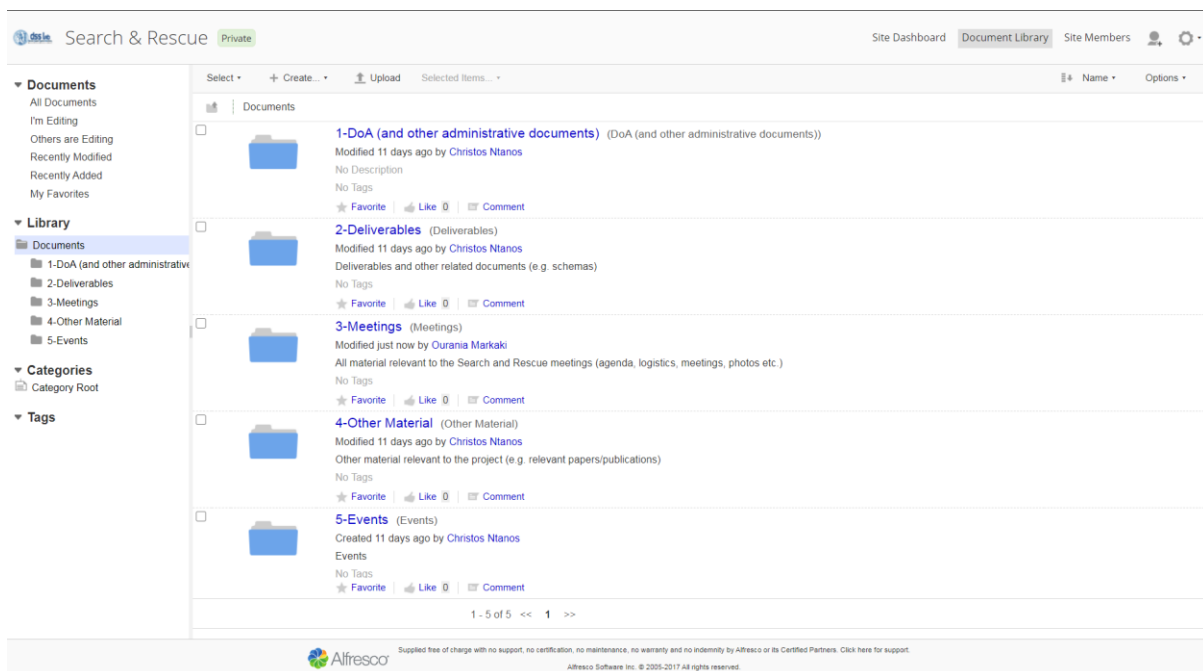 dss le Search & Rescue Private
Site Dashboard Document Library Site Members
Documents
All Documents
I'm Editing
Others are Editing
Recently Modified
Recently Added
My Favorites
Library
Documents
1-DoA (and other administrative
2-Deliverables
3-Meetings
4-Other Material
5-Events
Categories
Category Root
Tags
Select + Create... Upload Selected Items... Name Options
Documents
1-DoA (and other administrative documents) (DoA (and other administrative documents))
Modified 11 days ago by Christos Ntanos
No Description
No Tags
Favorite Like 0 Comment
2-Deliverables (Deliverables)
Modified 11 days ago by Christos Ntanos
Deliverables and other related documents (e.g. schemas)
No Tags
Favorite Like 0 Comment
3-Meetings (Meetings)
Modified just now by Ourania Markaki
All material relevant to the Search and Rescue meetings (agenda, logistics, meetings, photos etc.)
No Tags
Favorite Like 0 Comment
4-Other Material (Other Material)
Modified 11 days ago by Christos Ntanos
Other material relevant to the project (e.g. relevant papers/publications)
No Tags
Favorite Like 0 Comment
5-Events (Events)
Created 11 days ago by Christos Ntanos
Events
No Tags
Favorite Like 0 Comment
1 - 5 of 5 << 1 >>
Alfresco
Supplied free of charge with no support, no certification, no maintenance, no warranty and no indemnity by Alfresco or its Certified Partners. Click here for support.
Alfresco Software Inc. © 2005-2017 All rights reserved.